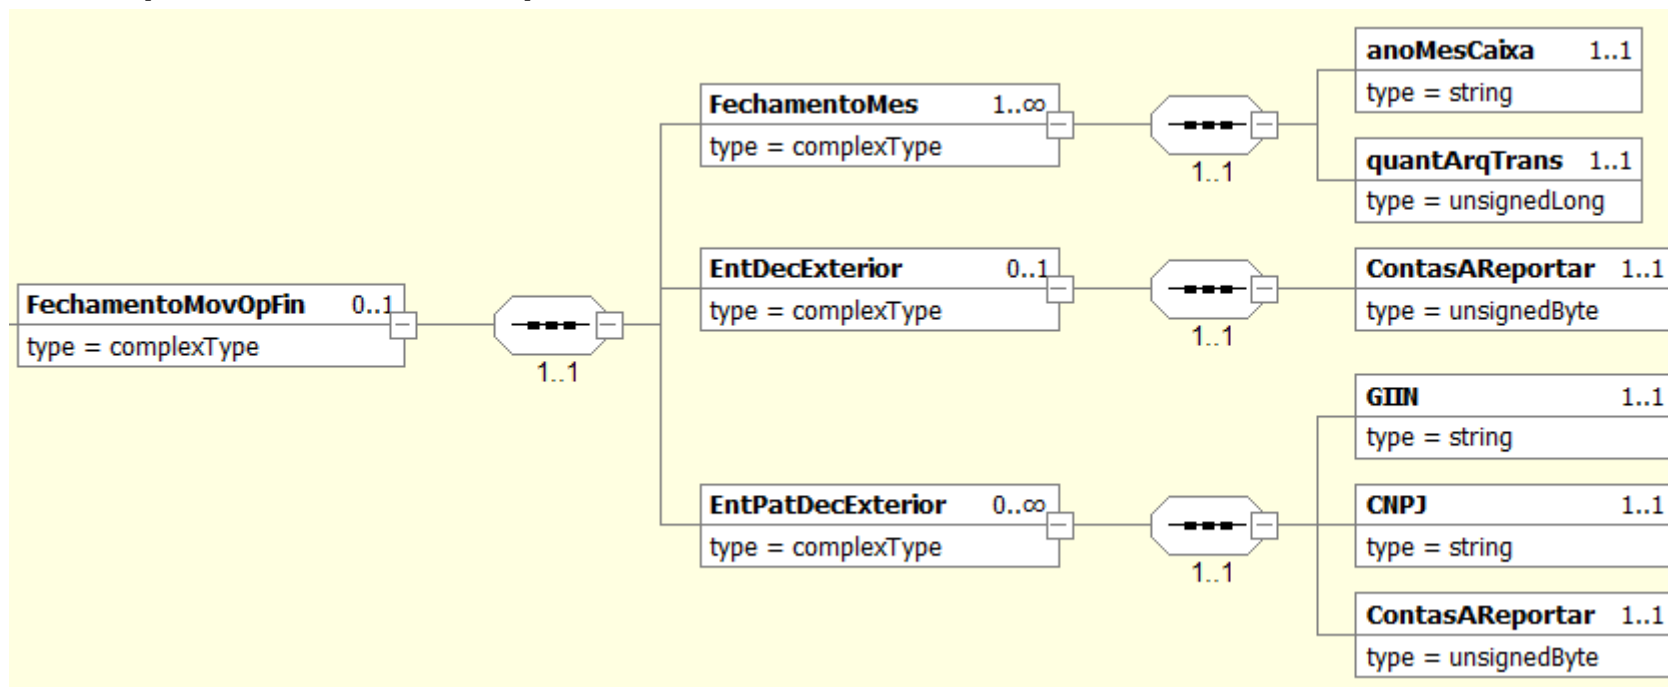 FechamentoMovOpFin 0..1
type = complexType
1..1
FechamentoMes 1..∞
type = complexType
1..1
anoMesCaixa 1..1
type = string
quantArqTrans 1..1
type = unsignedLong
EntDecExterior 0..1
type = complexType
1..1
ContasAReportar 1..1
type = unsignedByte
EntPatDecExterior 0..∞
type = complexType
1..1
GIIN 1..1
type = string
CNPJ 1..1
type = string
ContasAReportar 1..1
type = unsignedByte